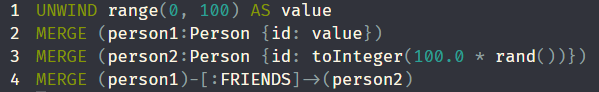 1 UNWIND range(0, 100) AS value
2 MERGE (person1:Person {id: value})
3 MERGE (person2:Person {id: toInteger(100.0 * rand())})
4 MERGE (person1)-[:FRIENDS]->(person2)